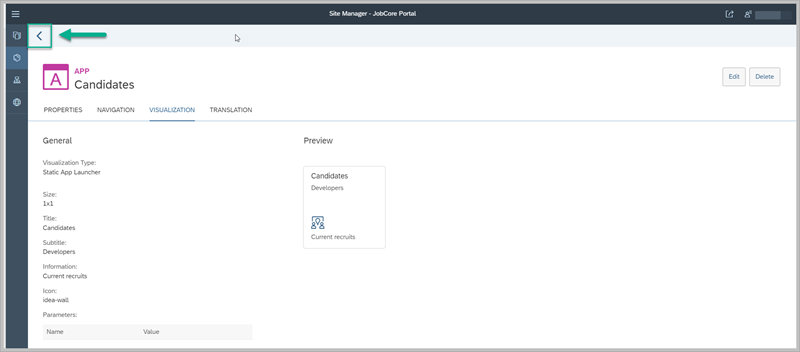 Site Manager - JobCore Portal
A
APP
Candidates
Edit
Delete
PROPERTIES
NAVIGATION
VISUALIZATION
TRANSLATION
General
Visualization Type:
Static App Launcher
Size:
1x1
Title:
Candidates
Subtitle:
Developers
Information:
Current recruits
Icon:
idea-wall
Parameters:
Name
Value
Preview
Candidates
Developers
Current recruits